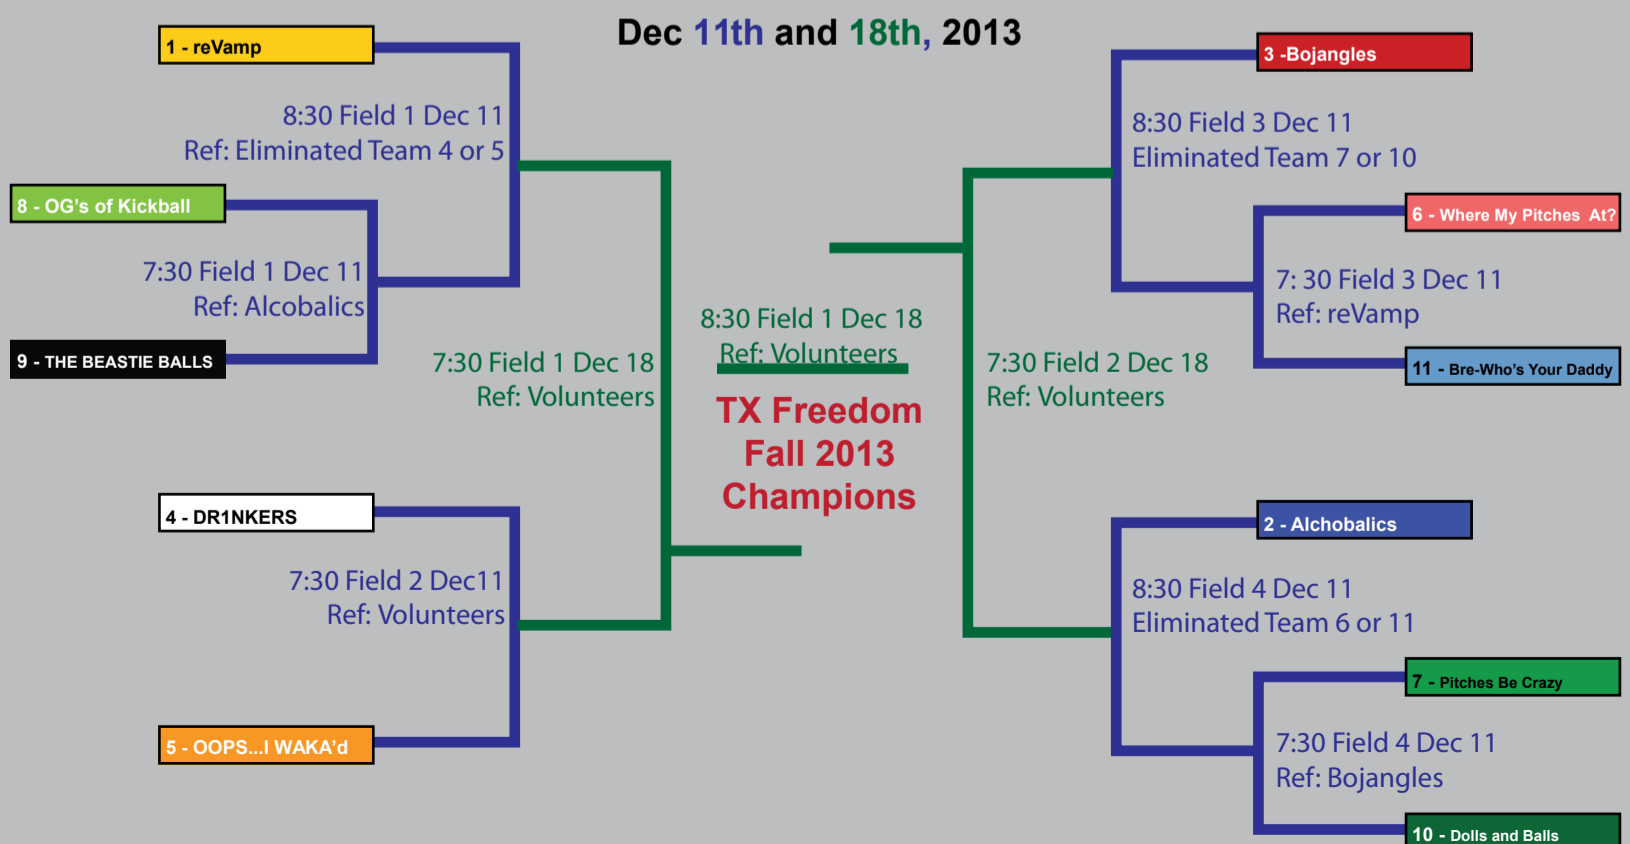 Dec 11th and 18th, 2013
1 - reVamp
8:30 Field 1 Dec 11
Ref: Eliminated Team 4 or 5
8 - OG's of Kickball
7:30 Field 1 Dec 11
Ref: Alcobalics
9 - THE BEASTIE BALLS
7:30 Field 1 Dec 18
Ref: Volunteers
4 - DR1NKERS
7:30 Field 2 Dec11
Ref: Volunteers
5 - OOPS...I WAKA'd
8:30 Field 1 Dec 18
Ref: Volunteers
TX Freedom
Fall 2013
Champions
3 -Bojangles
8:30 Field 3 Dec 11
Eliminated Team 7 or 10
6 - Where My Pitches At?
7: 30 Field 3 Dec 11
Ref: reVamp
11 - Bre-Who's Your Daddy
7:30 Field 2 Dec 18
Ref: Volunteers
2 - Alchobalics
8:30 Field 4 Dec 11
Eliminated Team 6 or 11
7 - Pitches Be Crazy
7:30 Field 4 Dec 11
Ref: Bojangles
10 - Dolls and Balls